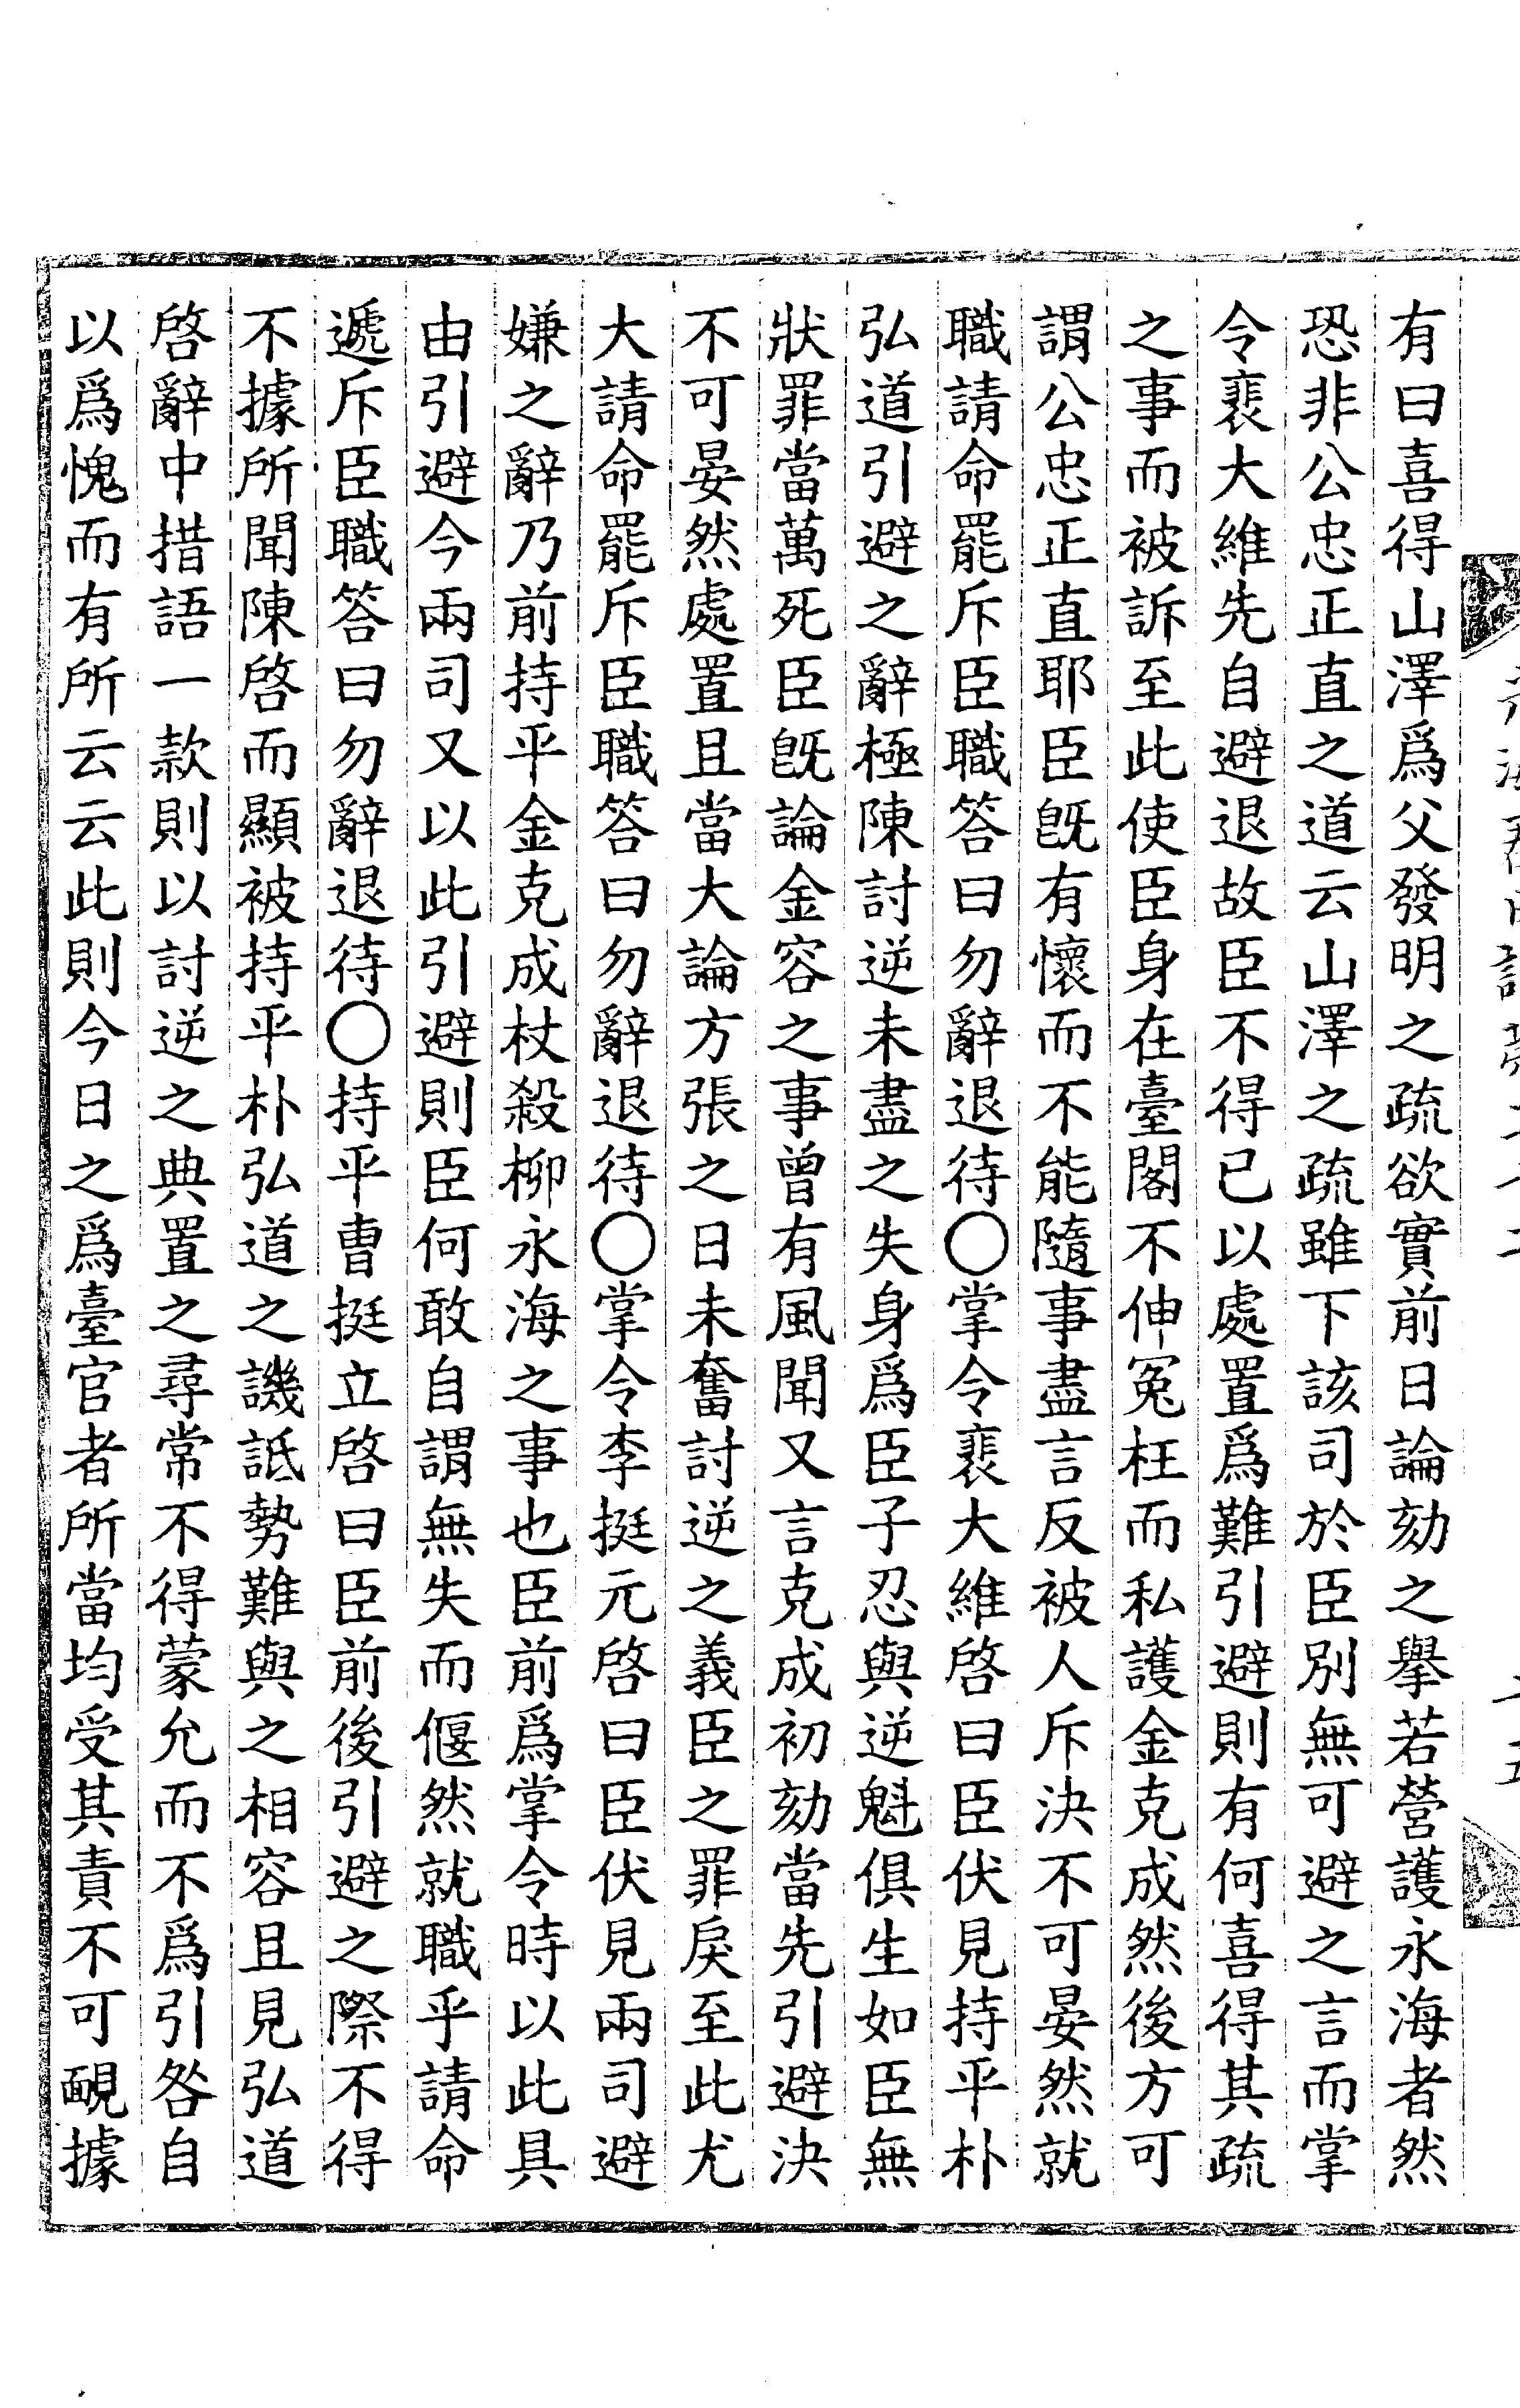 有曰喜得山澤爲父發明之疏欲實前日論劾之擧若營護永海者然
恐非公忠正直之道云山澤之疏雖下該司於臣別無可避之言而掌
令裵大維先自避退故臣不得已以處置爲難引避則有何喜得其疏
之事而被訴至此使臣身在臺閣不伸冤枉而私護金克成然後方可
謂公忠正直耶臣旣有懷而不能隨事盡言反被人斥決不可晏然就
職請命罷斥臣職答曰勿辭退待○掌令裵大維啓曰臣伏見持平朴
弘道引避之辭極陳討逆未盡之失身爲臣子忍與逆魁俱生如臣無
狀罪當萬死臣旣論金容之事曾有風聞又言克成初劾當先引避決
不可晏然處置且當大論方張之日未奮討逆之義臣之罪戾至此尤
大請命罷斥臣職答曰勿辭退待○掌令李挺元啓曰臣伏見兩司避
嫌之辭乃前持平金克成杖殺柳永海之事也臣前爲掌令時以此具
由引避今兩司又以此引避則臣何敢自謂無失而偃然就職乎請命
遞斥臣職答曰勿辭退待○持平曺挺立啓曰臣前後引避之際不得
不據所聞陳啓而顯被持平朴弘道之譏詆勢難與之相容且見弘道
啓辭中措語一款則以討逆之典置之尋常不得蒙允而不爲引咎自
以爲愧而有所云云此則今日之爲臺官者所當均受其責不可靦據